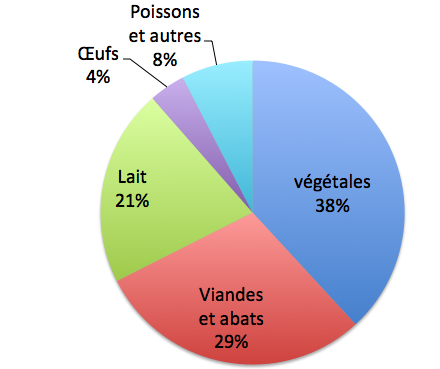 Poissons
et autres
8%
Œufs
4%
végétales
38%
Lait
21%
Viandes
et abats
29%